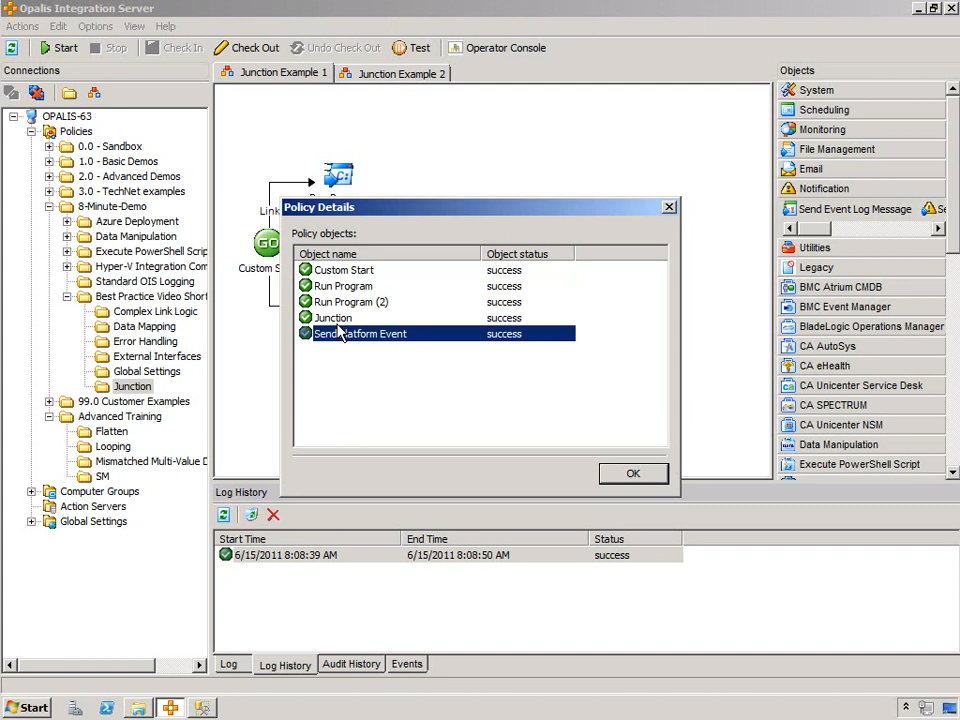 Opalis Integration Server
Actions Edit Options View Help
Start Stop Check In Check Out Undo Check Out Test Operator Console
Connections
OPALIS-63
Policies
0.0 - Sandbox
1.0 - Basic Demos
2.0 - Advanced Demos
3.0 - TechNet examples
8-Minute-Demo
Azure Deployment
Data Manipulation
Execute PowerShell Scrip
Hyper-V Integration Com
Standard OIS Logging
Best Practice Video Short
Complex Link Logic
Data Mapping
Error Handling
External Interfaces
Global Settings
Junction
99.0 Customer Examples
Advanced Training
Flatten
Looping
Mismatched Multi-Value D
SM
Computer Groups
Action Servers
Global Settings
Junction Example 1 Junction Example 2
C:\
Link
GO
Custom S
Policy Details
Policy objects:
Object name Object status
Custom Start success
Run Program success
Run Program (2) success
Junction success
Send Platform Event success
OK
Log History
Start Time End Time Status
6/15/2011 8:08:39 AM 6/15/2011 8:08:50 AM success
Log Log History Audit History Events
Objects
System
Scheduling
Monitoring
File Management
Email
Notification
Send Event Log Message Se
Utilities
Legacy
BMC Atrium CMDB
BMC Event Manager
BladeLogic Operations Manager
CA AutoSys
CA eHealth
CA Unicenter Service Desk
CA SPECTRUM
CA Unicenter NSM
Data Manipulation
Execute PowerShell Script
Start